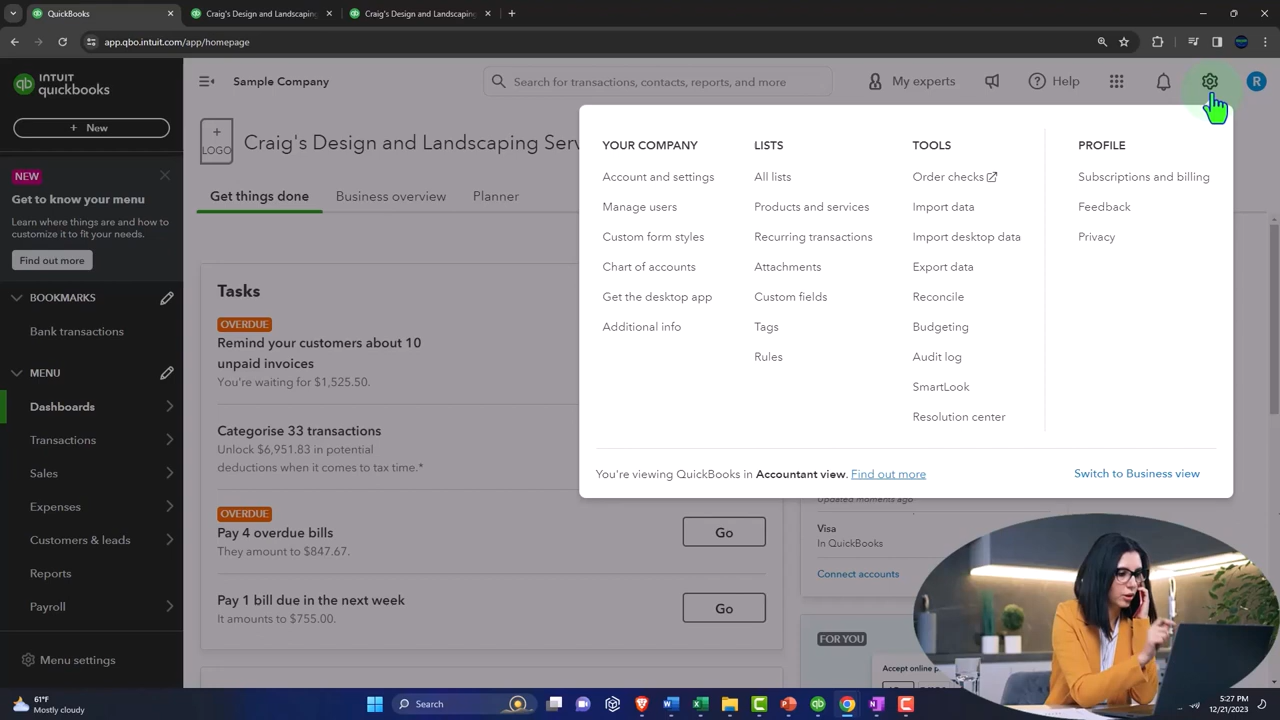 QuickBooks
Craig's Design and Landscaping
Craig's Design and Landscaping
app.qbo.intuit.com/app/homepage
INTUIT
quickbooks
Sample Company
Search for transactions, contacts, reports, and more
My experts
Help
R
+ New
+
LOGO
Craig's Design and Landscaping Serv
NEW
Get to know your menu
Learn where things are and how to
customize it to fit your needs.
Find out more
BOOKMARKS
Bank transactions
MENU
Dashboards
Transactions
Sales
Expenses
Customers & leads
Reports
Payroll
Menu settings
Get things done
Business overview
Planner
Tasks
OVERDUE
Remind your customers about 10
unpaid invoices
You're waiting for $1,525.50.
Categorise 33 transactions
Unlock $6,951.83 in potential
deductions when it comes to tax time.*
OVERDUE
Pay 4 overdue bills
They amount to $847.67.
Go
Pay 1 bill due in the next week
It amounts to $755.00.
Go
YOUR COMPANY
Account and settings
Manage users
Custom form styles
Chart of accounts
Get the desktop app
Additional info
LISTS
All lists
Products and services
Recurring transactions
Attachments
Custom fields
Tags
Rules
TOOLS
Order checks
Import data
Import desktop data
Export data
Reconcile
Budgeting
Audit log
SmartLook
Resolution center
PROFILE
Subscriptions and billing
Feedback
Privacy
You're viewing QuickBooks in Accountant view. Find out more
Switch to Business view
Updated moments ago
Visa
In QuickBooks
Connect accounts
FOR YOU
Accept online p
61°F
Mostly cloudy
Search
5:27 PM
12/21/2023